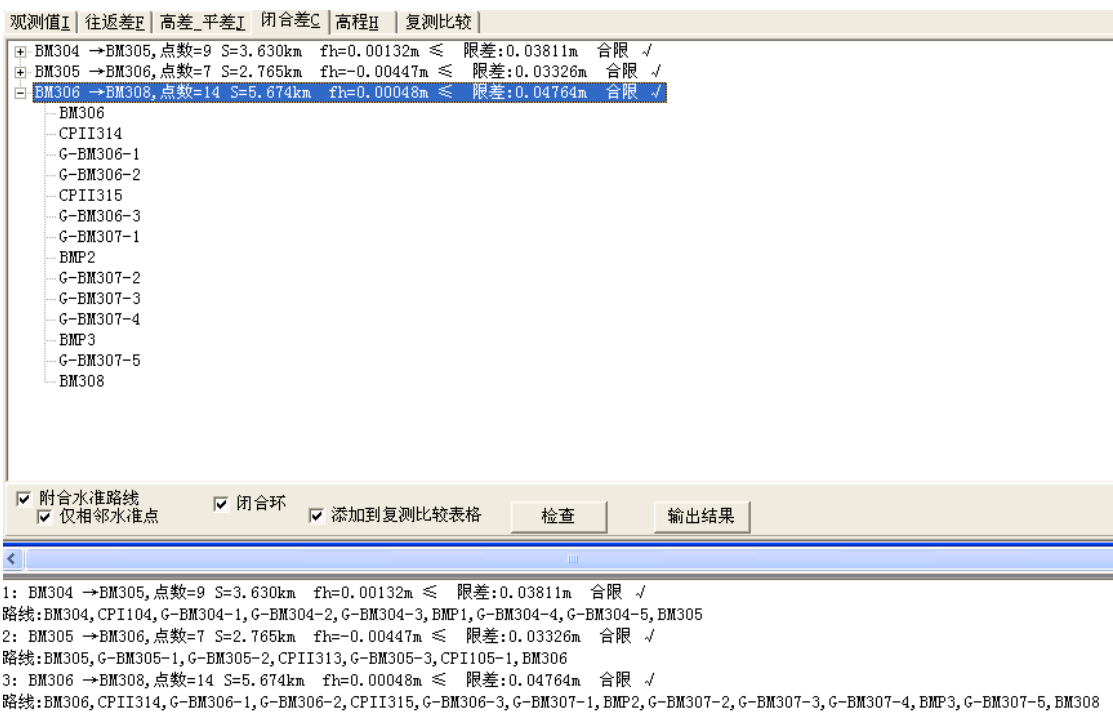 观测值I 往返差F 高差_平差J 闭合差C 高程H 复测比较
BM304 →BM305,点数=9 S=3.630km fh=0.00132m ≤ 限差:0.03811m 合限 √
BM305 →BM306,点数=7 S=2.765km fh=-0.00447m ≤ 限差:0.03326m 合限 √
BM306 →BM308,点数=14 S=5.674km fh=0.00048m ≤ 限差:0.04764m 合限 √
BM306
CPII314
G-BM306-1
G-BM306-2
CPII315
G-BM306-3
G-BM307-1
BMP2
G-BM307-2
G-BM307-3
G-BM307-4
BMP3
G-BM307-5
BM308
附合水准路线
仅相邻水准点 闭合环 添加到复测比较表格 检查 输出结果
1: BM304 →BM305,点数=9 S=3.630km fh=0.00132m ≤ 限差:0.03811m 合限 √
路线:BM304,CPI104,G-BM304-1,G-BM304-2,G-BM304-3,BMP1,G-BM304-4,G-BM304-5,BM305
2: BM305 →BM306,点数=7 S=2.765km fh=-0.00447m ≤ 限差:0.03326m 合限 √
路线:BM305,G-BM305-1,G-BM305-2,CPII313,G-BM305-3,CPI105-1,BM306
3: BM306 →BM308,点数=14 S=5.674km fh=0.00048m ≤ 限差:0.04764m 合限 √
路线:BM306,CPII314,G-BM306-1,G-BM306-2,CPII315,G-BM306-3,G-BM307-1,BMP2,G-BM307-2,G-BM307-3,G-BM307-4,BMP3,G-BM307-5,BM308